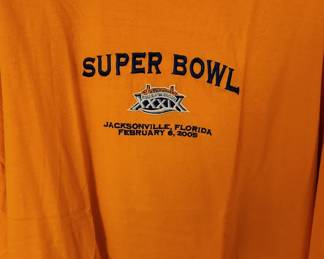 SUPER BOWL
XXXIX
JACKSONVILLE, FLORIDA
FEBRUARY 6, 2005